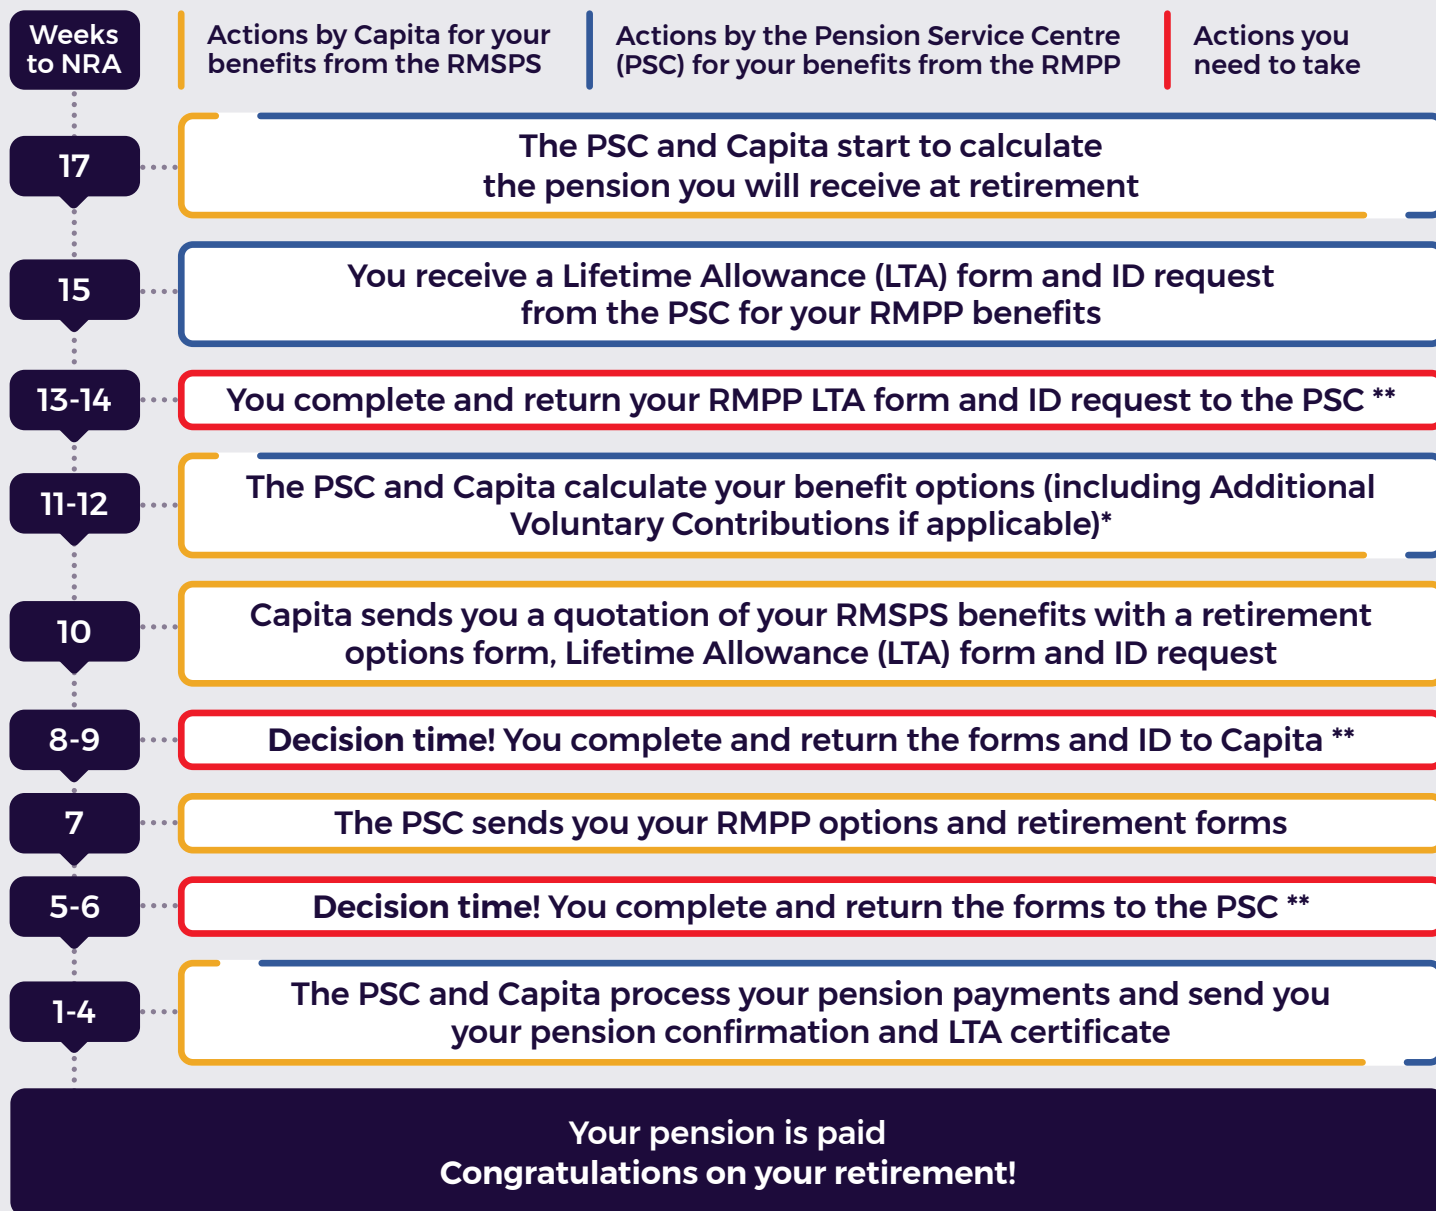 Weeks
to NRA
Actions by Capita for your
benefits from the RMSPS
Actions by the Pension Service Centre
(PSC) for your benefits from the RMPP
Actions you
need to take
17
The PSC and Capita start to calculate
the pension you will receive at retirement
15
You receive a Lifetime Allowance (LTA) form and ID request
from the PSC for your RMPP benefits
13-14
You complete and return your RMPP LTA form and ID request to the PSC **
11-12
The PSC and Capita calculate your benefit options (including Additional
Voluntary Contributions if applicable)*
10
Capita sends you a quotation of your RMSPS benefits with a retirement
options form, Lifetime Allowance (LTA) form and ID request
8-9
Decision time! You complete and return the forms and ID to Capita **
7
The PSC sends you your RMPP options and retirement forms
5-6
Decision time! You complete and return the forms to the PSC **
1-4
The PSC and Capita process your pension payments and send you
your pension confirmation and LTA certificate
Your pension is paid
Congratulations on your retirement!